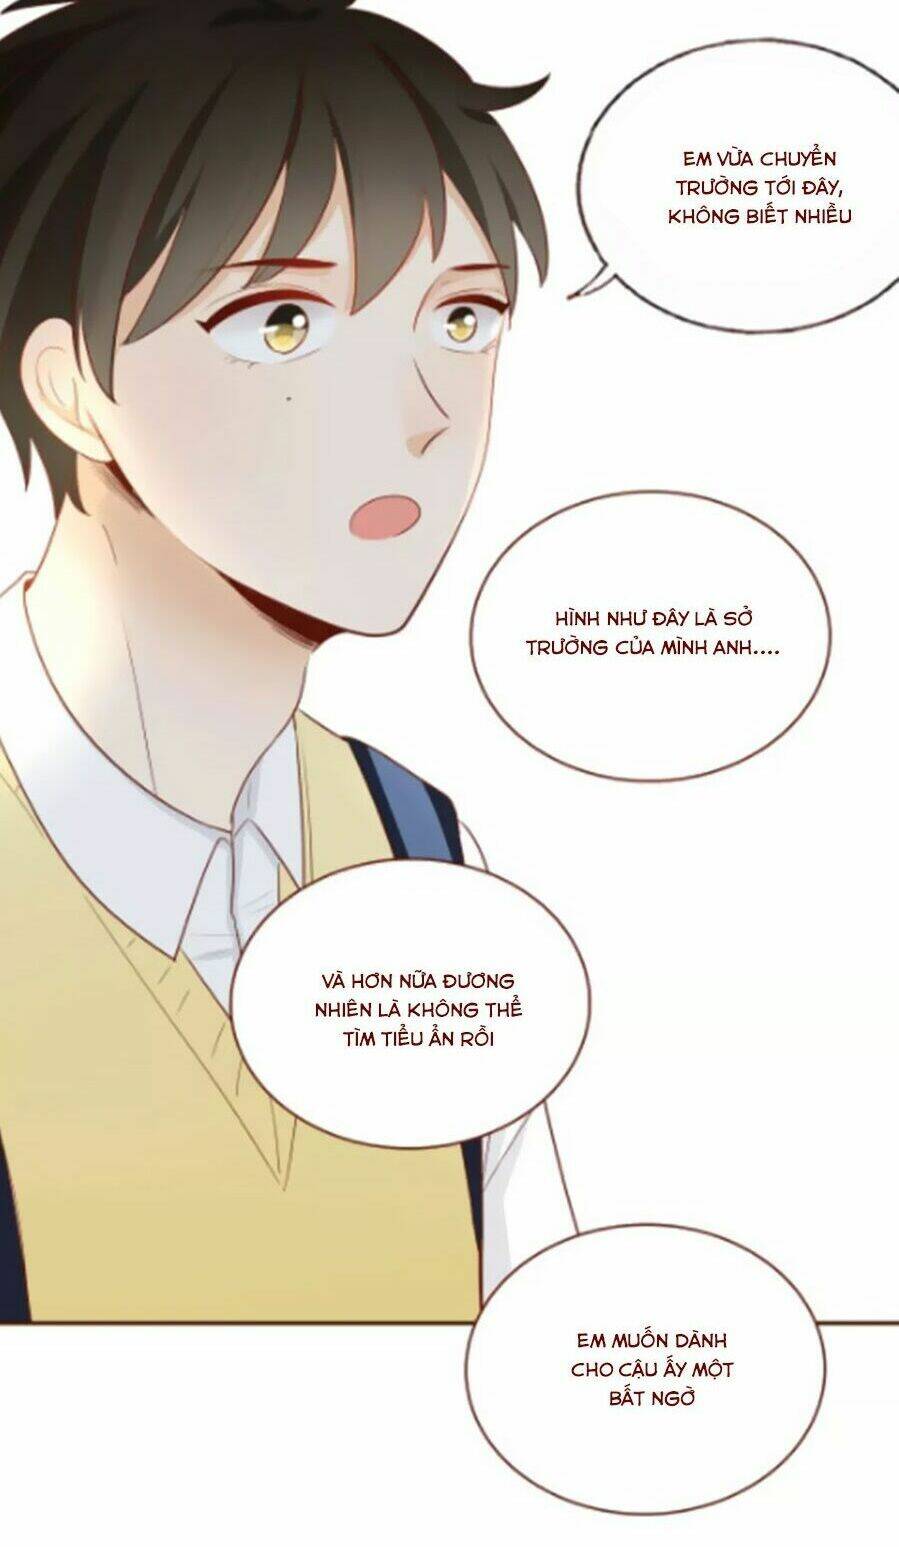 EM VỪA CHUYỂN
TRƯỜNG TỚI ĐÂY,
KHÔNG BIẾT NHIỀU
HÌNH NHƯ ĐÂY LÀ SỞ
TRƯỜNG CỦA MÌNH ANH....
VÀ HƠN NỮA ĐƯƠNG
NHIÊN LÀ KHÔNG THỂ
TÌM TIỂU ẨN RỒI
EM MUỐN DÀNH
CHO CẬU ẤY MỘT
BẤT NGỜ